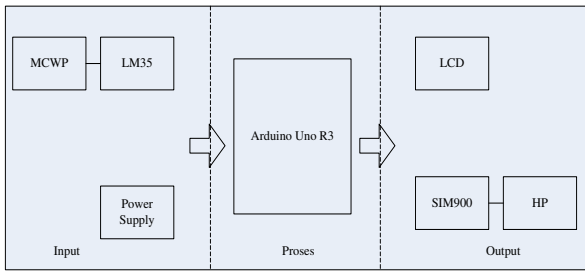 MCWP
LM35
LCD
Arduino Uno R3
Power
Supply
SIM900
HP
Input
Proses
Output